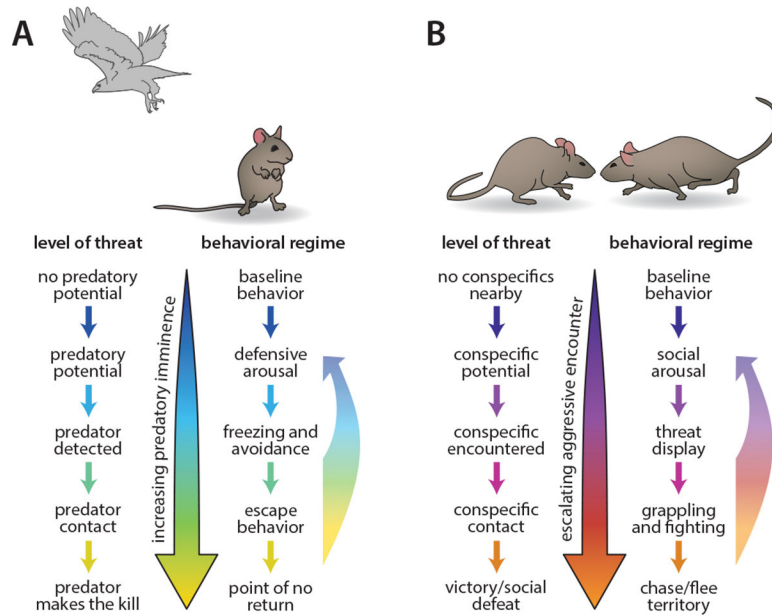 A
level of threat
behavioral regime
no predatory
potential
baseline
behavior
predatory
potential
defensive
arousal
predator
detected
freezing and
avoidance
predator
contact
escape
behavior
predator
makes the kill
point of no
return
increasing predatory imminence
B
level of threat
behavioral regime
no conspecifics
nearby
baseline
behavior
conspecific
potential
social
arousal
conspecific
encountered
threat
display
conspecific
contact
grappling
and fighting
victory/social
defeat
chase/flee
territory
escalating aggressive encounter